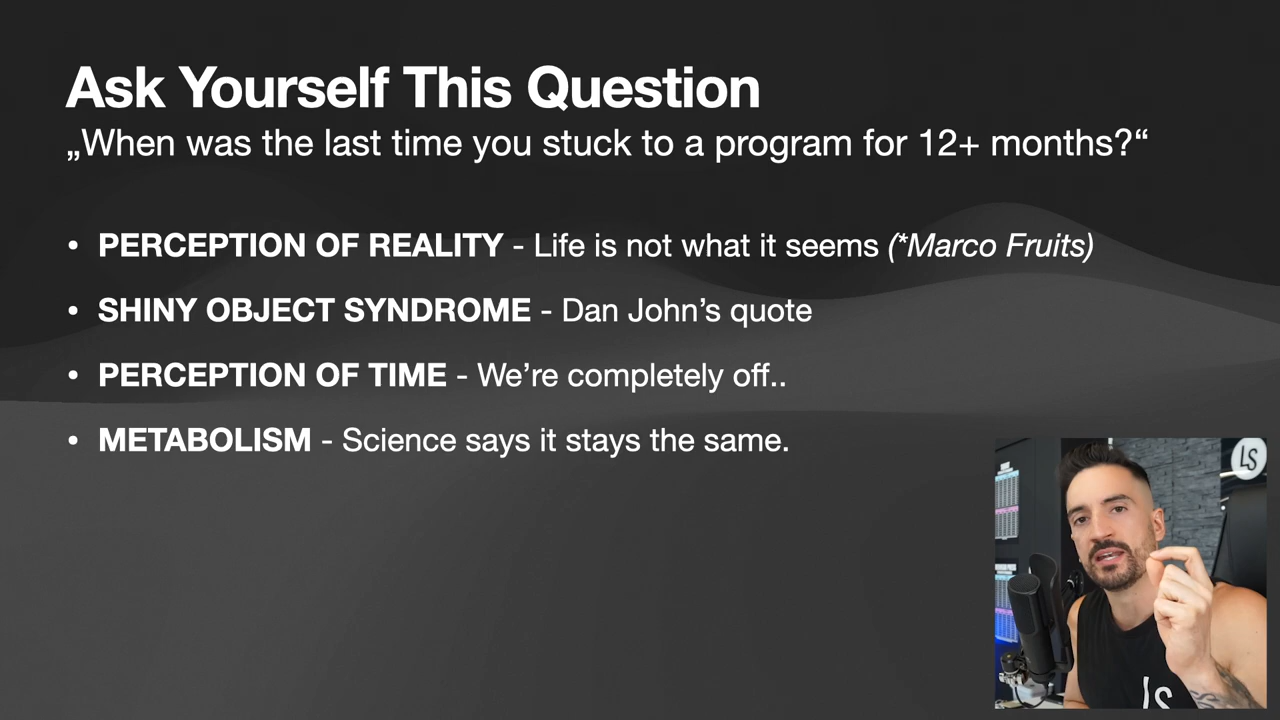 Ask Yourself This Question
„When was the last time you stuck to a program for 12+ months?“
• PERCEPTION OF REALITY - Life is not what it seems (*Marco Fruits)
• SHINY OBJECT SYNDROME - Dan John’s quote
• PERCEPTION OF TIME - We’re completely off..
• METABOLISM - Science says it stays the same.
LS
LS